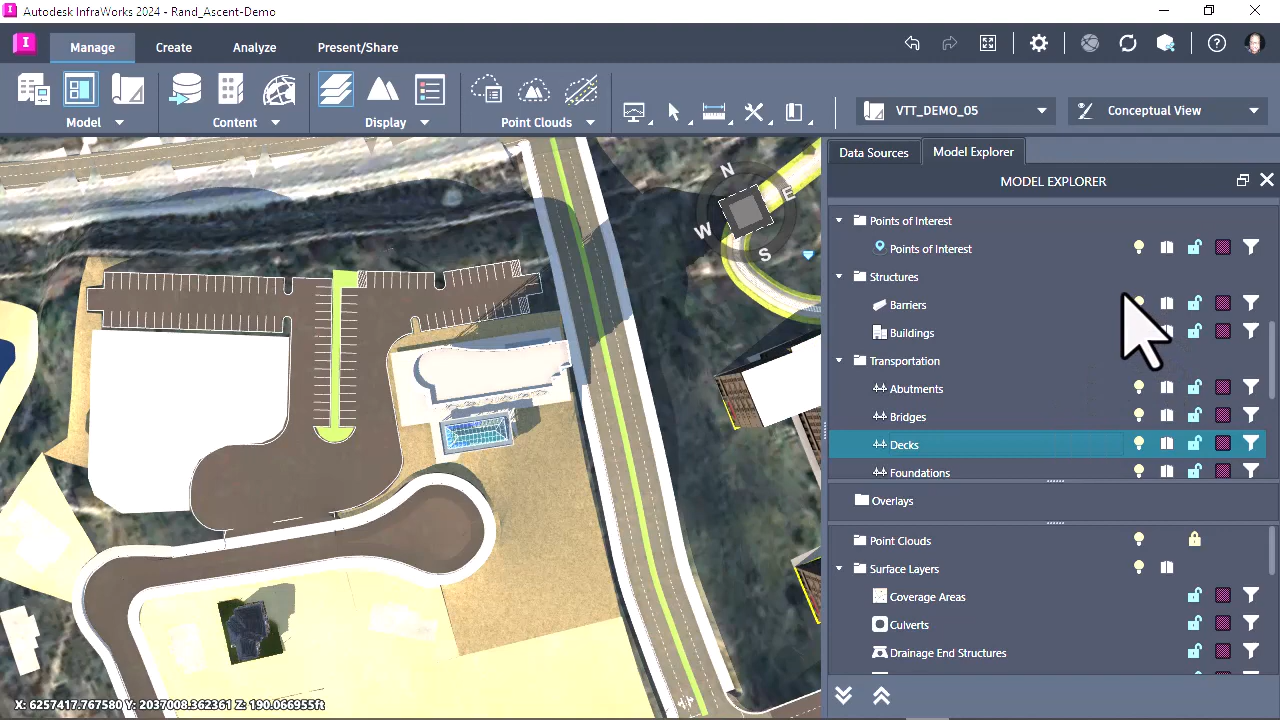 Autodesk InfraWorks 2024 - Rand_Ascent-Demo
I
Manage
Create
Analyze
Present/Share
Model
Content
Display
Point Clouds
VTT_DEMO_05
Conceptual View
Data Sources
Model Explorer
MODEL EXPLORER
N
E
W
S
Points of Interest
Points of Interest
Structures
Barriers
Buildings
Transportation
Abutments
Bridges
Decks
Foundations
Overlays
Point Clouds
Surface Layers
Coverage Areas
Culverts
Drainage End Structures
X: 6257417.767580 Y: 2037008.362361 Z: 190.066955ft